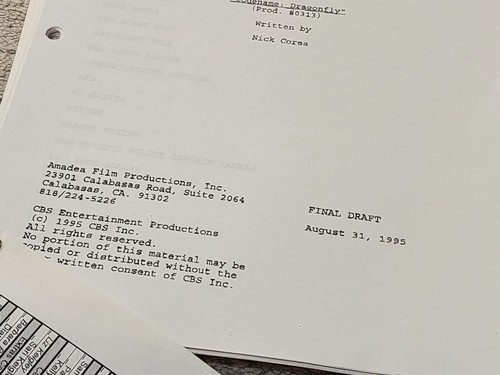 Codename: Dragonfly"
(Prod. #0313)
Written by
Nick Corea
Amadea Film Productions, Inc.
23901 Calabasas Road, Suite 2064
Calabasas, CA. 91302
818/224-5226
CBS Entertainment Productions
(c) 1995 CBS Inc.
All rights reserved.
No portion of this material may be
copied or distributed without the
written consent of CBS Inc.
FINAL DRAFT
August 31, 1995